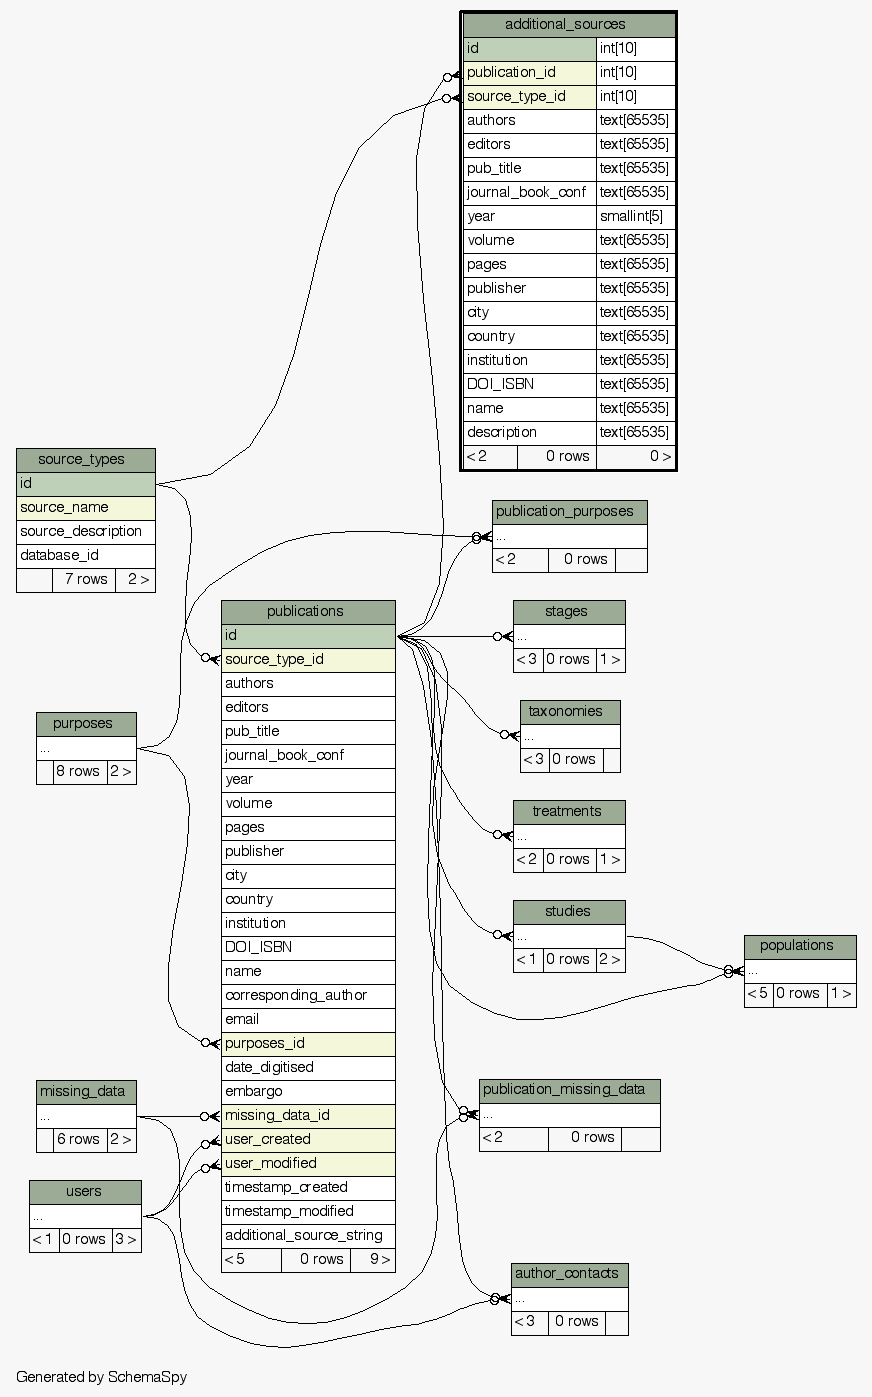 additional_sources
id int[10]
publication_id int[10]
source_type_id int[10]
authors text[65535]
editors text[65535]
pub_title text[65535]
journal_book_conf text[65535]
year smallint[5]
volume text[65535]
pages text[65535]
publisher text[65535]
city text[65535]
country text[65535]
institution text[65535]
DOI_ISBN text[65535]
name text[65535]
description text[65535]
< 2 0 rows 0 >
source_types
id
source_name
source_description
database_id
7 rows 2 >
publication_purposes
...
< 2 0 rows
publications
id
source_type_id
authors
editors
pub_title
journal_book_conf
year
volume
pages
publisher
city
country
institution
DOI_ISBN
name
corresponding_author
email
purposes_id
date_digitised
embargo
missing_data_id
user_created
user_modified
timestamp_created
timestamp_modified
additional_source_string
< 5 0 rows 9 >
stages
...
< 3 0 rows 1 >
taxonomies
...
< 3 0 rows
purposes
...
8 rows 2 >
treatments
...
< 2 0 rows 1 >
studies
...
< 1 0 rows 2 >
populations
...
< 5 0 rows 1 >
missing_data
...
6 rows 2 >
publication_missing_data
...
< 2 0 rows
users
...
< 1 0 rows 3 >
author_contacts
...
< 3 0 rows
Generated by SchemaSpy